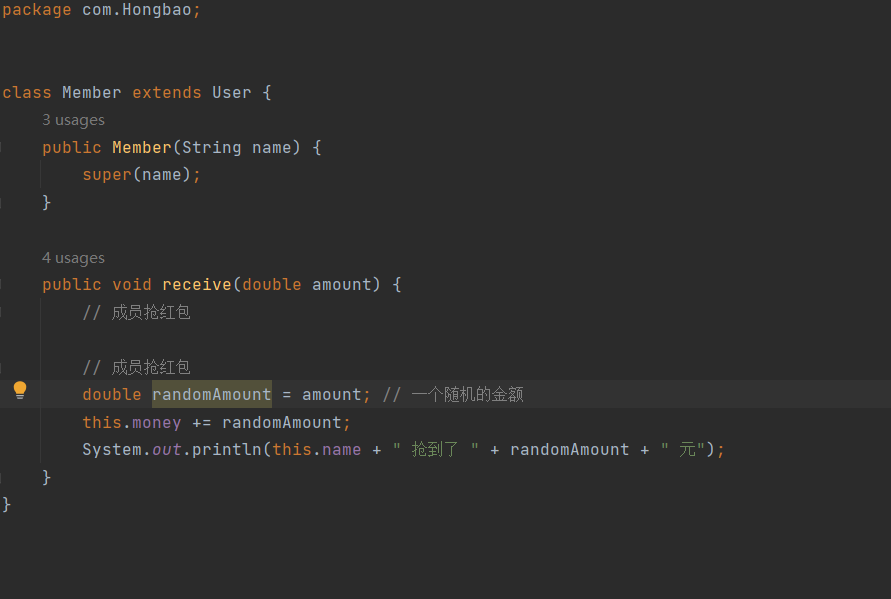 package com.Hongbao;
class Member extends User {
3 usages
public Member(String name) {
super(name);
}
4 usages
public void receive(double amount) {
// 成员抢红包
// 成员抢红包
double randomAmount = amount; // 一个随机的金额
this.money += randomAmount;
System.out.println(this.name + " 抢到了 " + randomAmount + " 元");
}
}